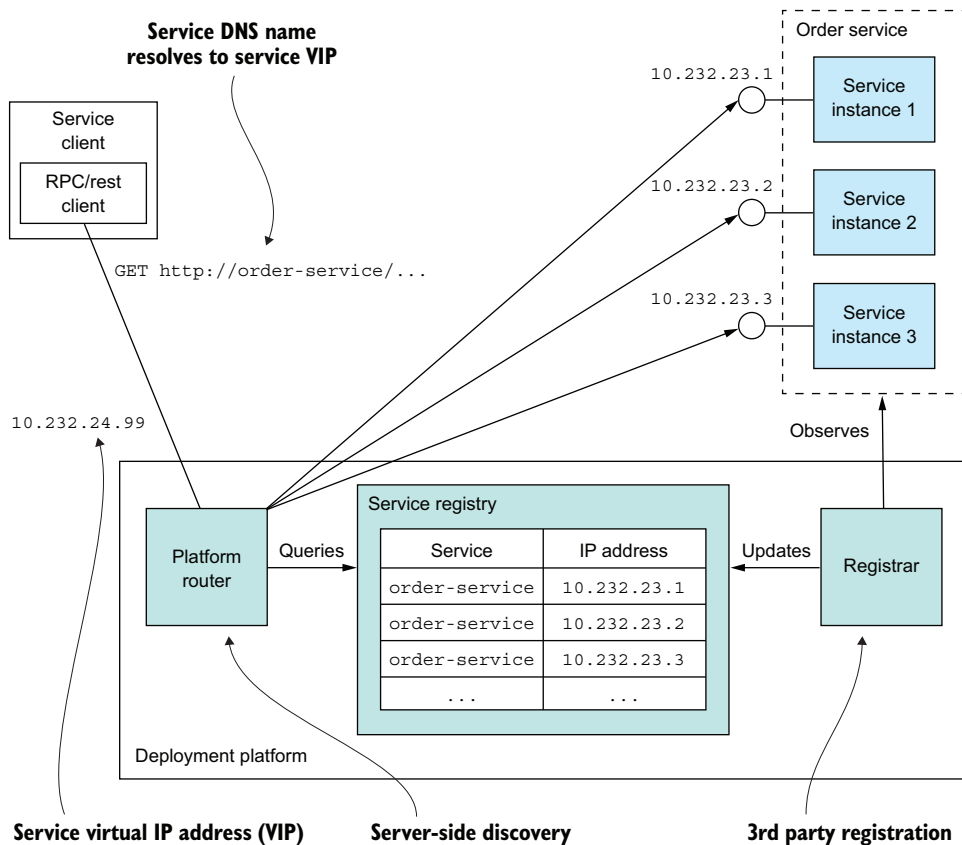 Service DNS name
resolves to service VIP
Order service
10.232.23.1
Service
instance 1
Service
client
RPC/rest
client
10.232.23.2
Service
instance 2
GET http://order-service/...
10.232.23.3
Service
instance 3
10.232.24.99
Observes
Service registry
Platform
router
Queries
Service IP address
order-service 10.232.23.1
order-service 10.232.23.2
order-service 10.232.23.3
... ...
Updates
Registrar
Deployment platform
Service virtual IP address (VIP)
Server-side discovery
3rd party registration